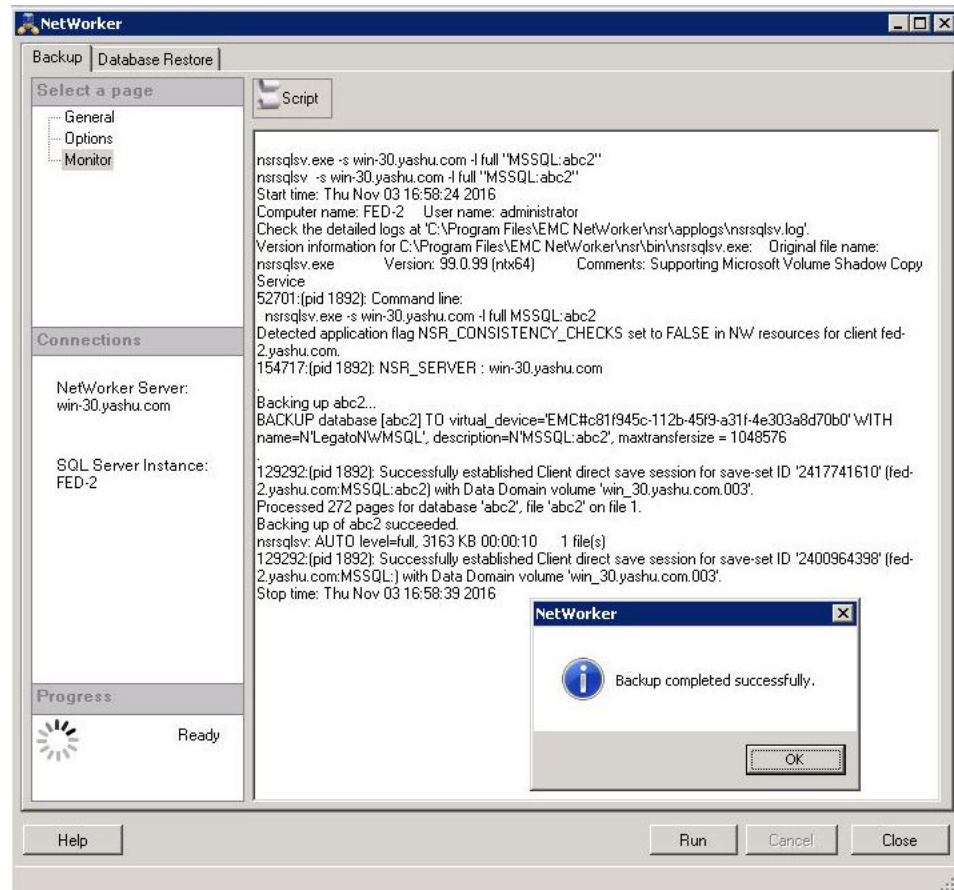 NetWorker
Backup
Database Restore
Select a page
General
Options
Monitor
Script
nsrsqlsv.exe -s win-30.yashu.com -l full "MSSQL:abc2"
nsrsqlsv  -s win-30.yashu.com -l full "MSSQL:abc2"
Start time: Thu Nov 03 16:58:24 2016
Computer name: FED-2    User name: administrator
Check the detailed logs at 'C:\Program Files\EMC NetWorker\nsr\applogs\nsrsqlsv.log'.
Version information for C:\Program Files\EMC NetWorker\nsr\bin\nsrsqlsv.exe:    Original file name:
nsrsqlsv.exe        Version: 99.0.99 (ntx64)        Comments: Supporting Microsoft Volume Shadow Copy
Service
52701:(pid 1892): Command line:
nsrsqlsv.exe -s win-30.yashu.com -l full MSSQL:abc2
Detected application flag NSR_CONSISTENCY_CHECKS set to FALSE in NW resources for client fed-
2.yashu.com.
154717:(pid 1892): NSR_SERVER : win-30.yashu.com
.
Backing up abc2...
BACKUP database [abc2] TO virtual_device='EMC#c81f945c-112b-45f9-a31f-4e303a8d70b0' WITH
name=N'LegatoNWMSQL', description=N'MSSQL:abc2', maxtransfersize = 1048576
.
129292:(pid 1892): Successfully established Client direct save session for save-set ID '2417741610' (fed-
2.yashu.com:MSSQL:abc2) with Data Domain volume 'win_30.yashu.com.003'.
Processed 272 pages for database 'abc2', file 'abc2' on file 1.
Backing up of abc2 succeeded.
nsrsqlsv: AUTO level=full, 3163 KB 00:00:10    1 file(s)
129292:(pid 1892): Successfully established Client direct save session for save-set ID '2400964398' (fed-
2.yashu.com:MSSQL:) with Data Domain volume 'win_30.yashu.com.003'.
Stop time: Thu Nov 03 16:58:39 2016
Connections
NetWorker Server:
win-30.yashu.com
SQL Server Instance:
FED-2
Progress
Ready
NetWorker
Backup completed successfully.
OK
Help
Run
Cancel
Close